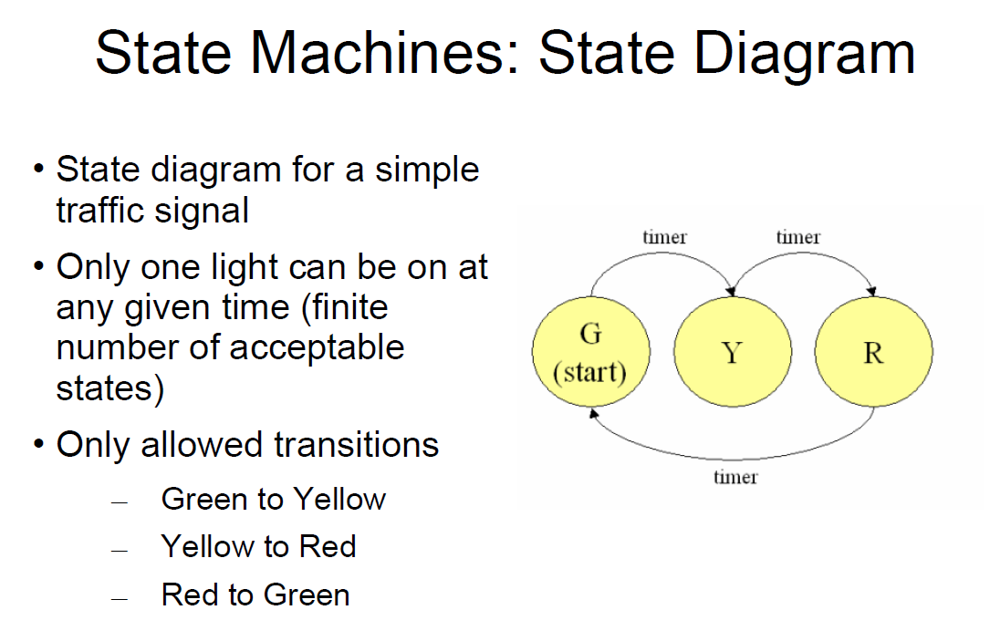 State Machines: State Diagram
• State diagram for a simple
traffic signal
• Only one light can be on at
any given time (finite
number of acceptable
states)
• Only allowed transitions
– Green to Yellow
– Yellow to Red
– Red to Green
timer
timer
G
(start)
Y
R
timer